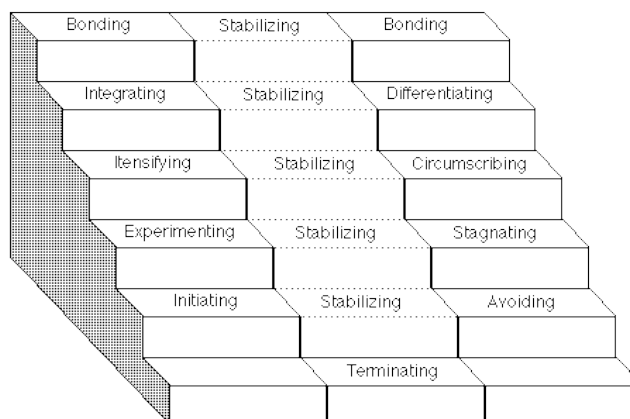 Bonding Stabilizing Bonding
Integrating Stabilizing Differentiating
Itensifying Stabilizing Circumscribing
Experimenting Stabilizing Stagnating
Initiating Stabilizing Avoiding
Terminating